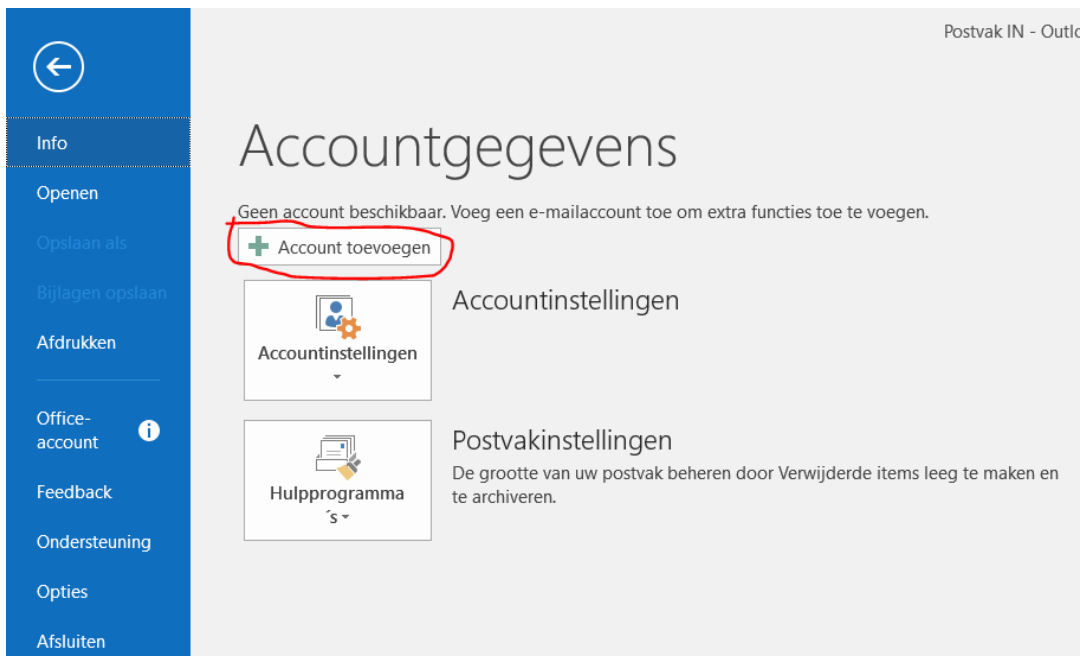 Postvak IN - Outlo
Info
Openen
Opslaan als
Bijlagen opslaan
Afdrukken
Office-
account
Feedback
Ondersteuning
Opties
Afsluiten
Accountgegevens
Geen account beschikbaar. Voeg een e-mailaccount toe om extra functies toe te voegen.
Account toevoegen
Accountinstellingen
Accountinstellingen
Hulpprogramma
´s
Postvakinstellingen
De grootte van uw postvak beheren door Verwijderde items leeg te maken en
te archiveren.